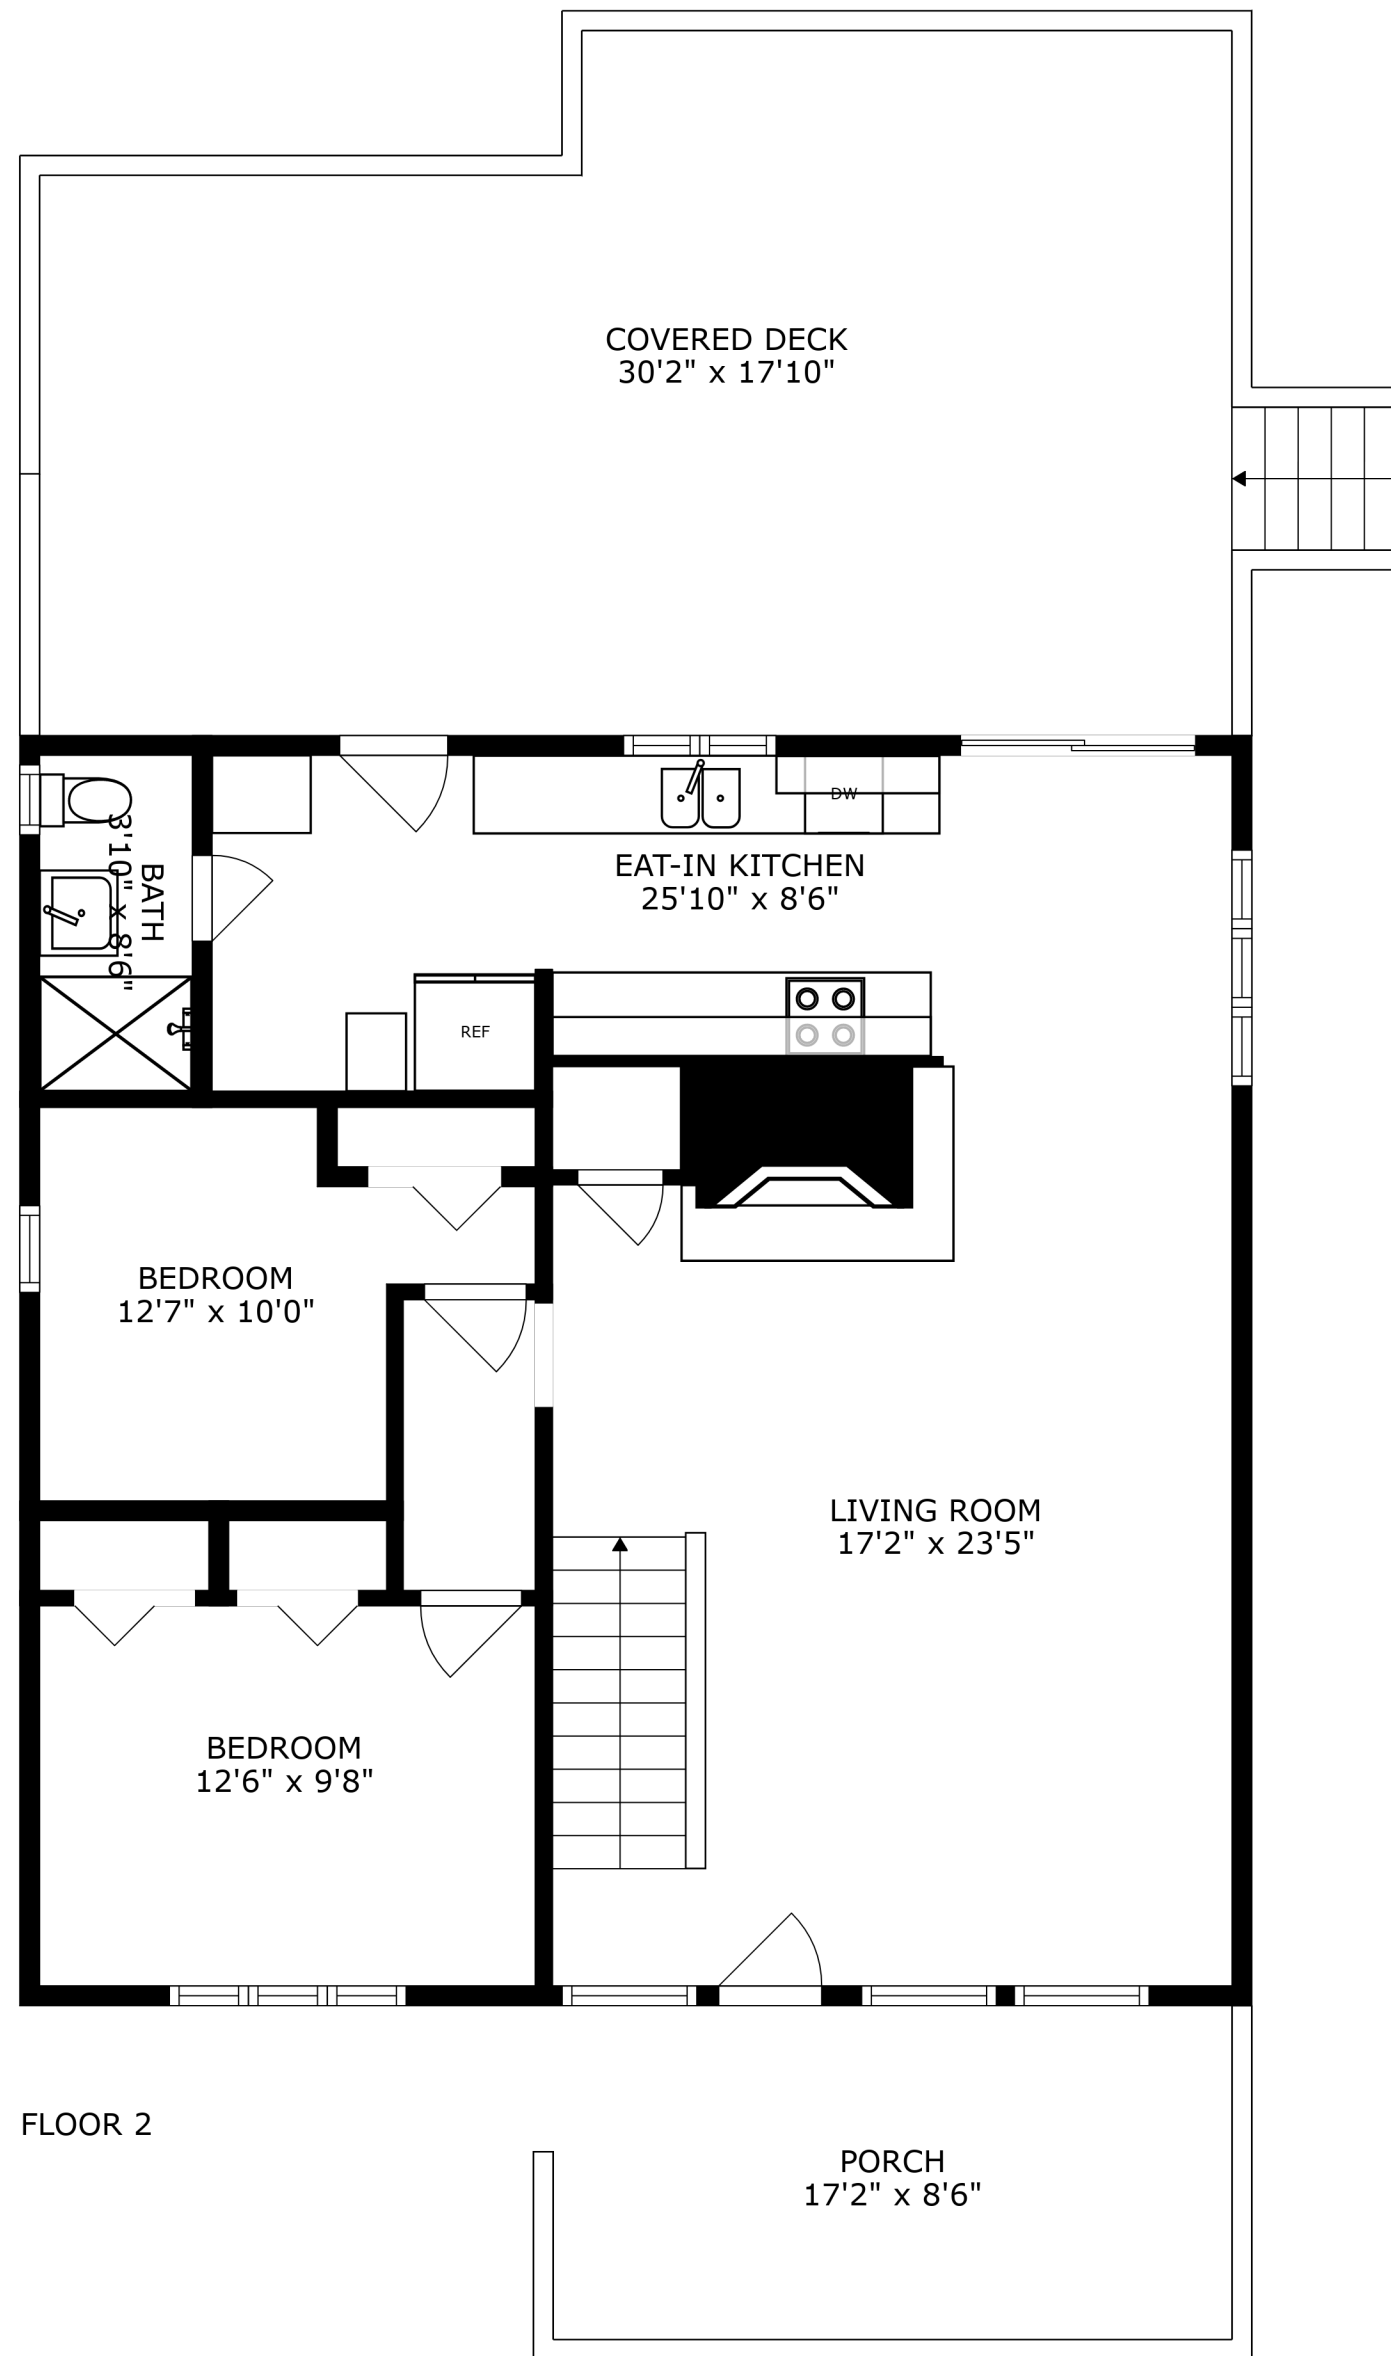 COVERED DECK
30'2" x 17'10"
DW
EAT-IN KITCHEN
25'10" x 8'6"
BATH
3'10" x 8'6"
REF
BEDROOM
12'7" x 10'0"
LIVING ROOM
17'2" x 23'5"
BEDROOM
12'6" x 9'8"
FLOOR 2
PORCH
17'2" x 8'6"